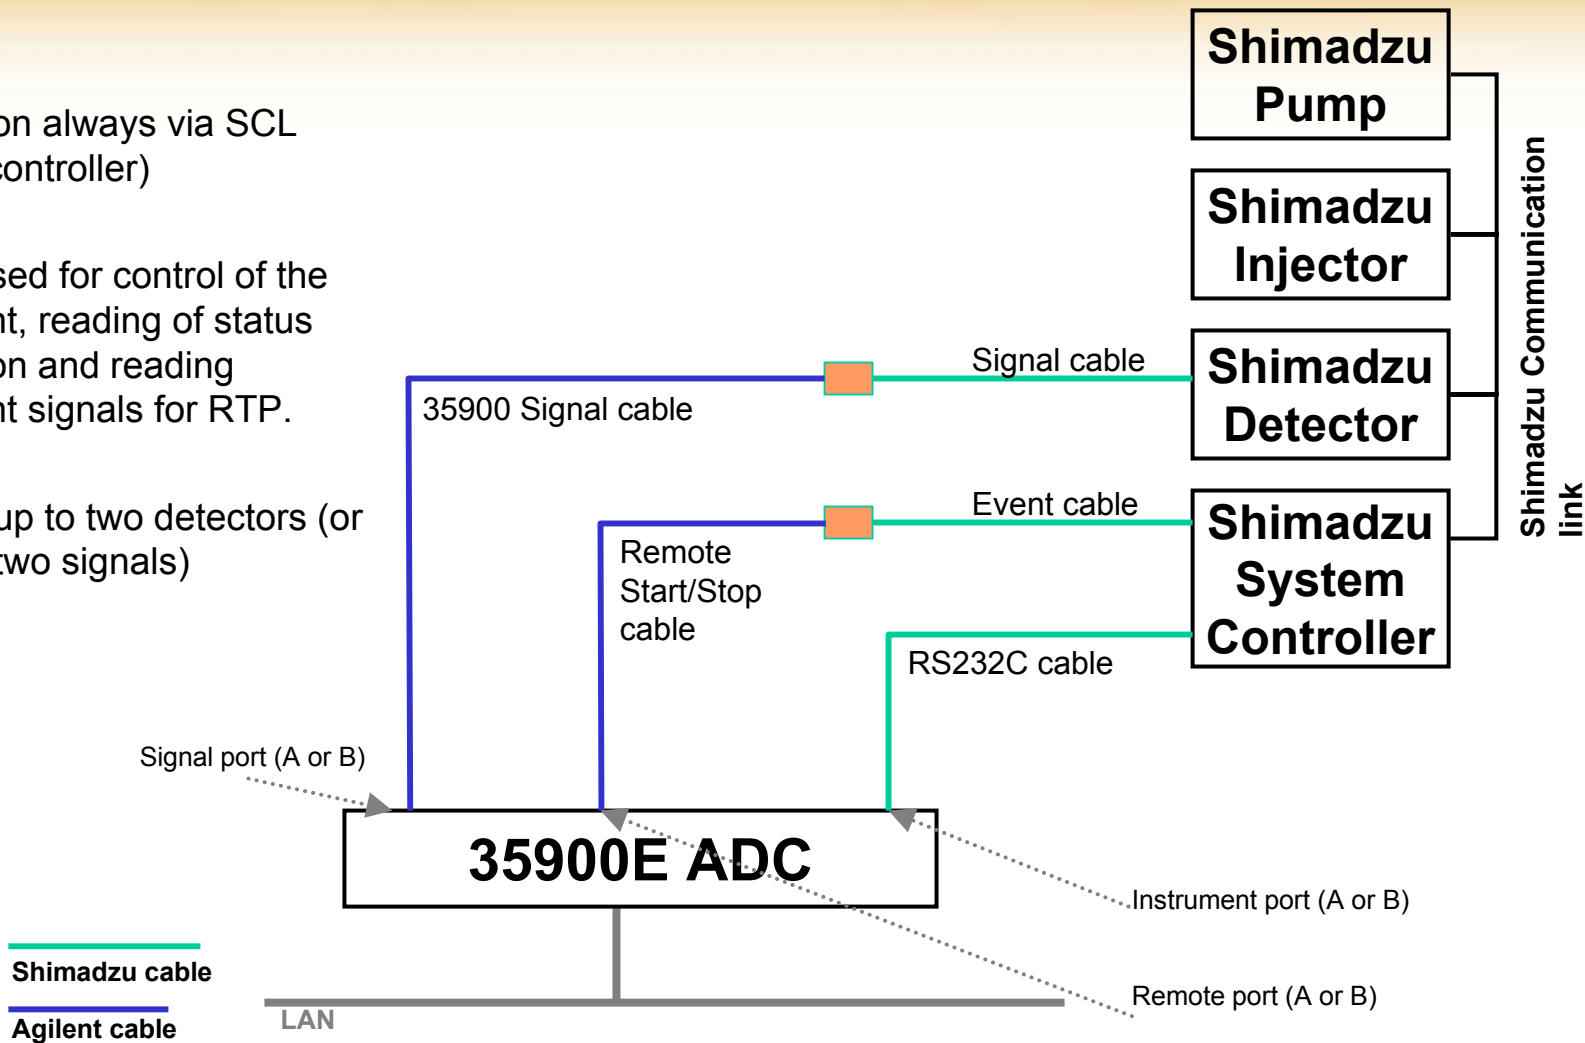 on always via SCL
controller)
sed for control of the
nt, reading of status
on and reading
nt signals for RTP.
up to two detectors (or
two signals)
Shimadzu
Pump
Shimadzu
Injector
Shimadzu
Detector
Shimadzu
System
Controller
Shimadzu Communication
link
Signal cable
35900 Signal cable
Event cable
Remote
Start/Stop
cable
RS232C cable
Signal port (A or B)
35900E ADC
Instrument port (A or B)
Remote port (A or B)
Shimadzu cable
Agilent cable
LAN